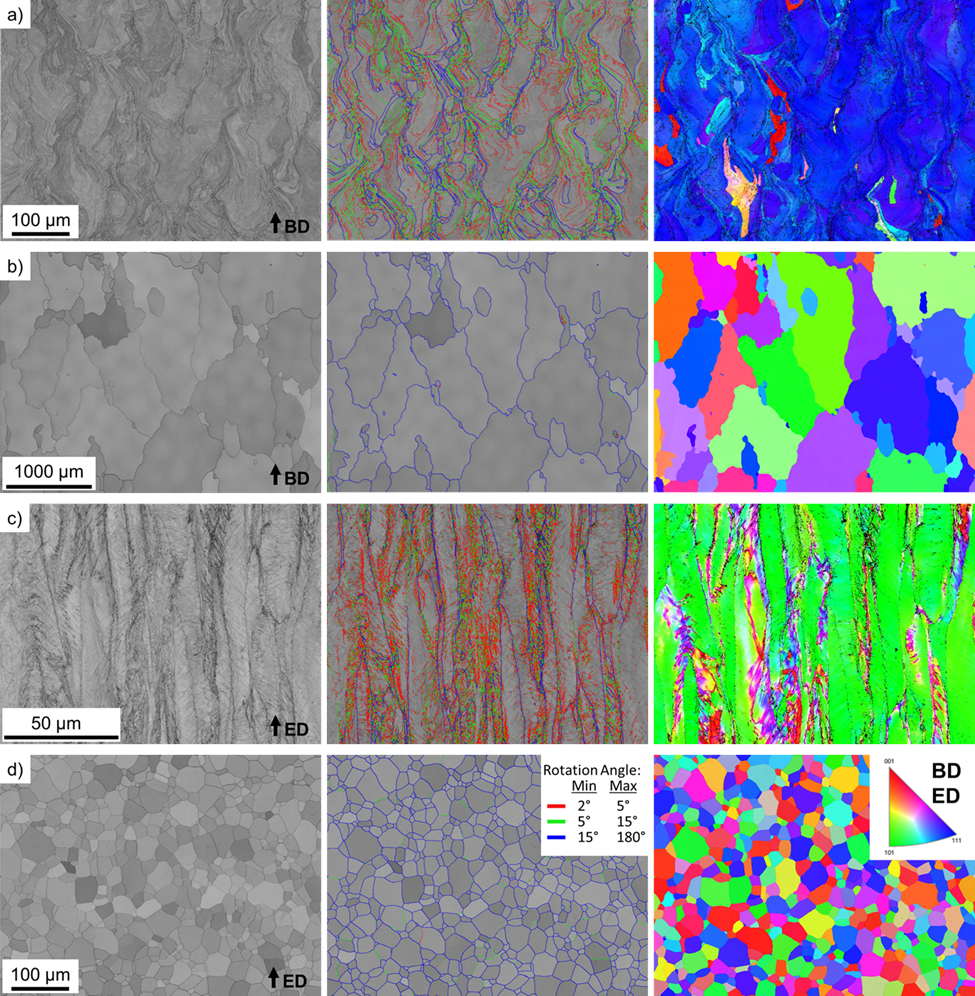 a)
100 µm
BD
b)
1000 µm
BD
c)
50 µm
ED
d)
Rotation Angle:
Min Max
2° 5°
5° 15°
15° 180°
001
BD
ED
111
101
100 µm
ED